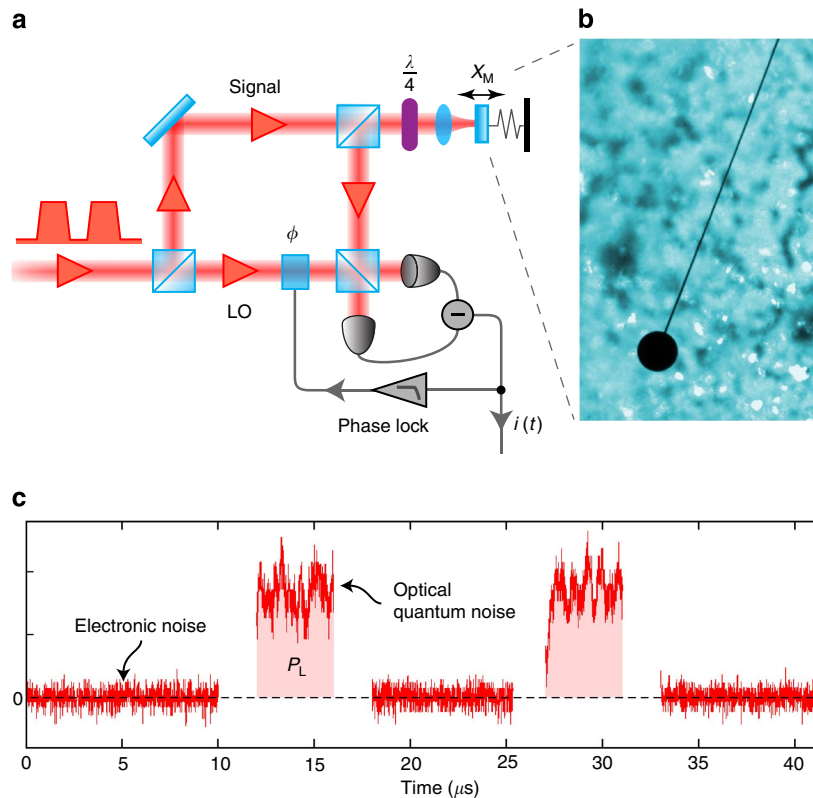 a
b
Signal
λ/4
X_M
ϕ
LO
−
Phase lock
i (t)
c
Electronic noise
Optical
quantum noise
P_L
0
0
5
10
15
20
25
30
35
40
Time (μs)